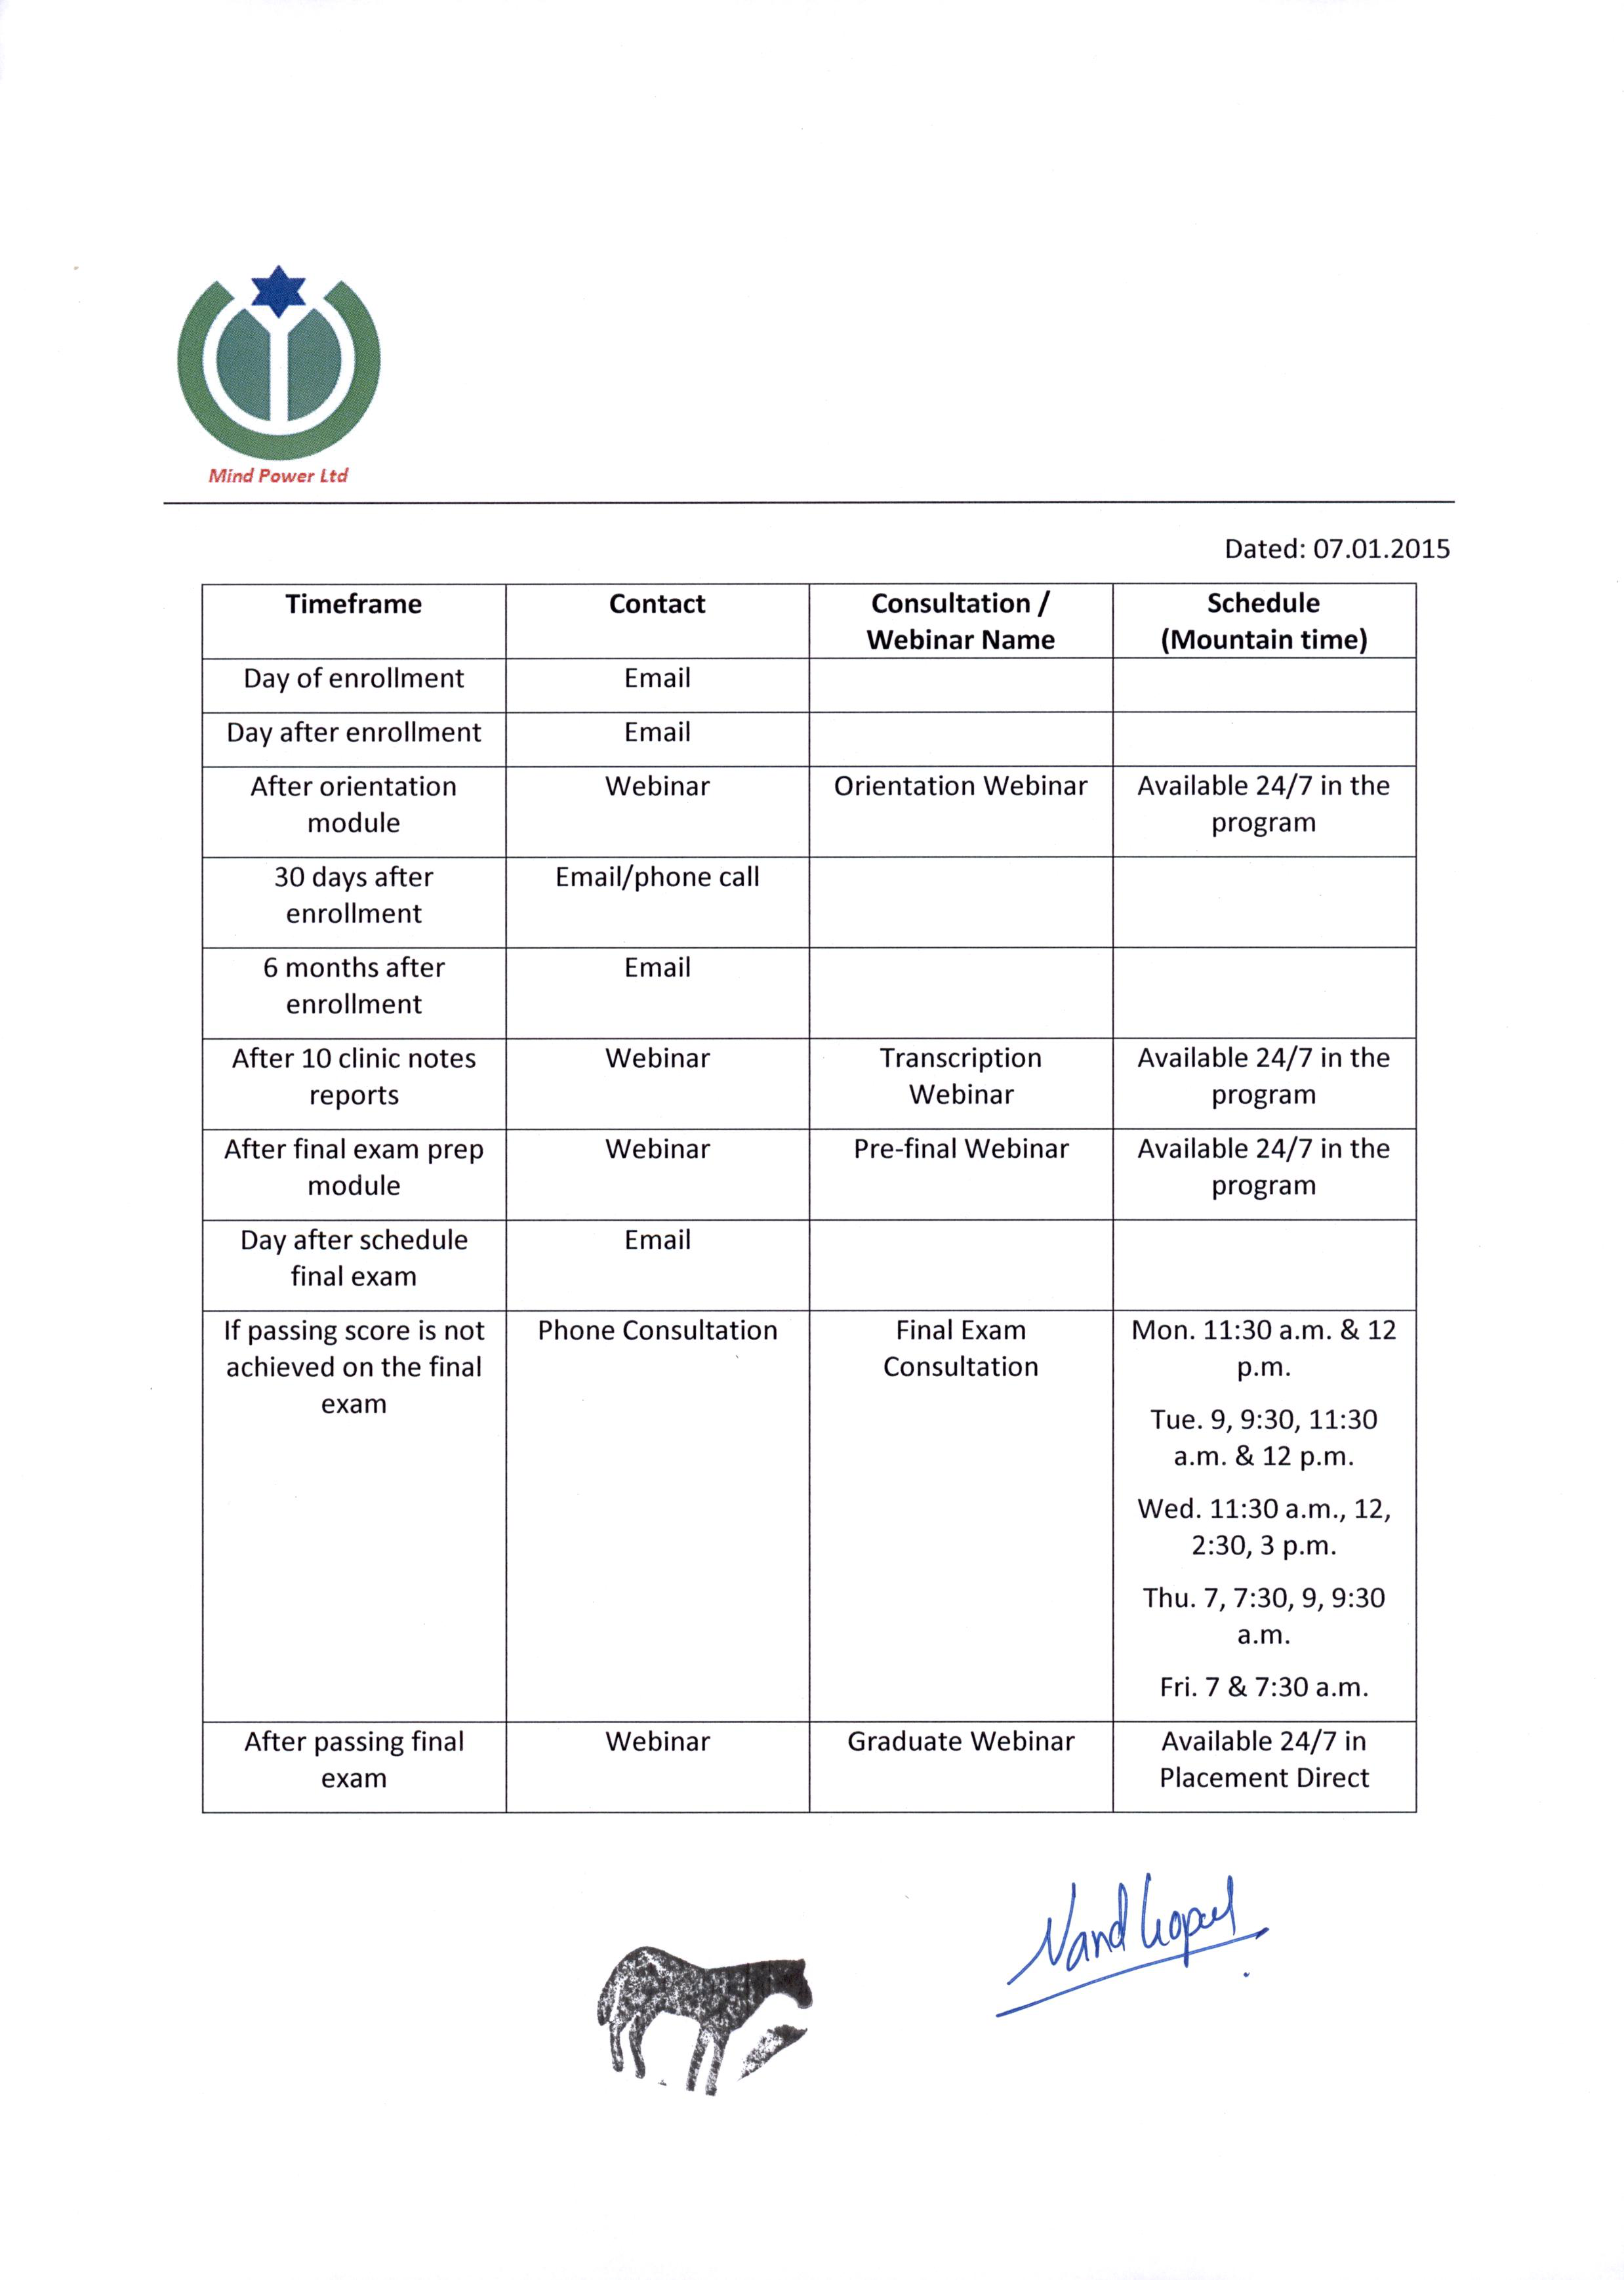 Mind Power Ltd
Dated: 07.01.2015
Timeframe Contact Consultation / Schedule
Webinar Name (Mountain time)
Day of enrollment Email
Day after enrollment Email
After orientation Webinar Orientation Webinar Available 24/7 in the
module program
30 days after Email/phone call
enrollment
6 months after Email
enrollment
After 10 clinic notes Webinar Transcription Available 24/7 in the
reports Webinar program
After final exam prep Webinar Pre-final Webinar Available 24/7 in the
module program
Day after schedule Email
final exam
If passing score is not Phone Consultation Final Exam Mon. 11:30 a.m. & 12
achieved on the final Consultation p.m.
exam
Tue. 9, 9:30, 11:30
a.m. & 12 p.m.
Wed. 11:30 a.m., 12,
2:30, 3 p.m.
Thu. 7, 7:30, 9, 9:30
a.m.
Fri. 7 & 7:30 a.m.
After passing final Webinar Graduate Webinar Available 24/7 in
exam Placement Direct
Nand Gopal